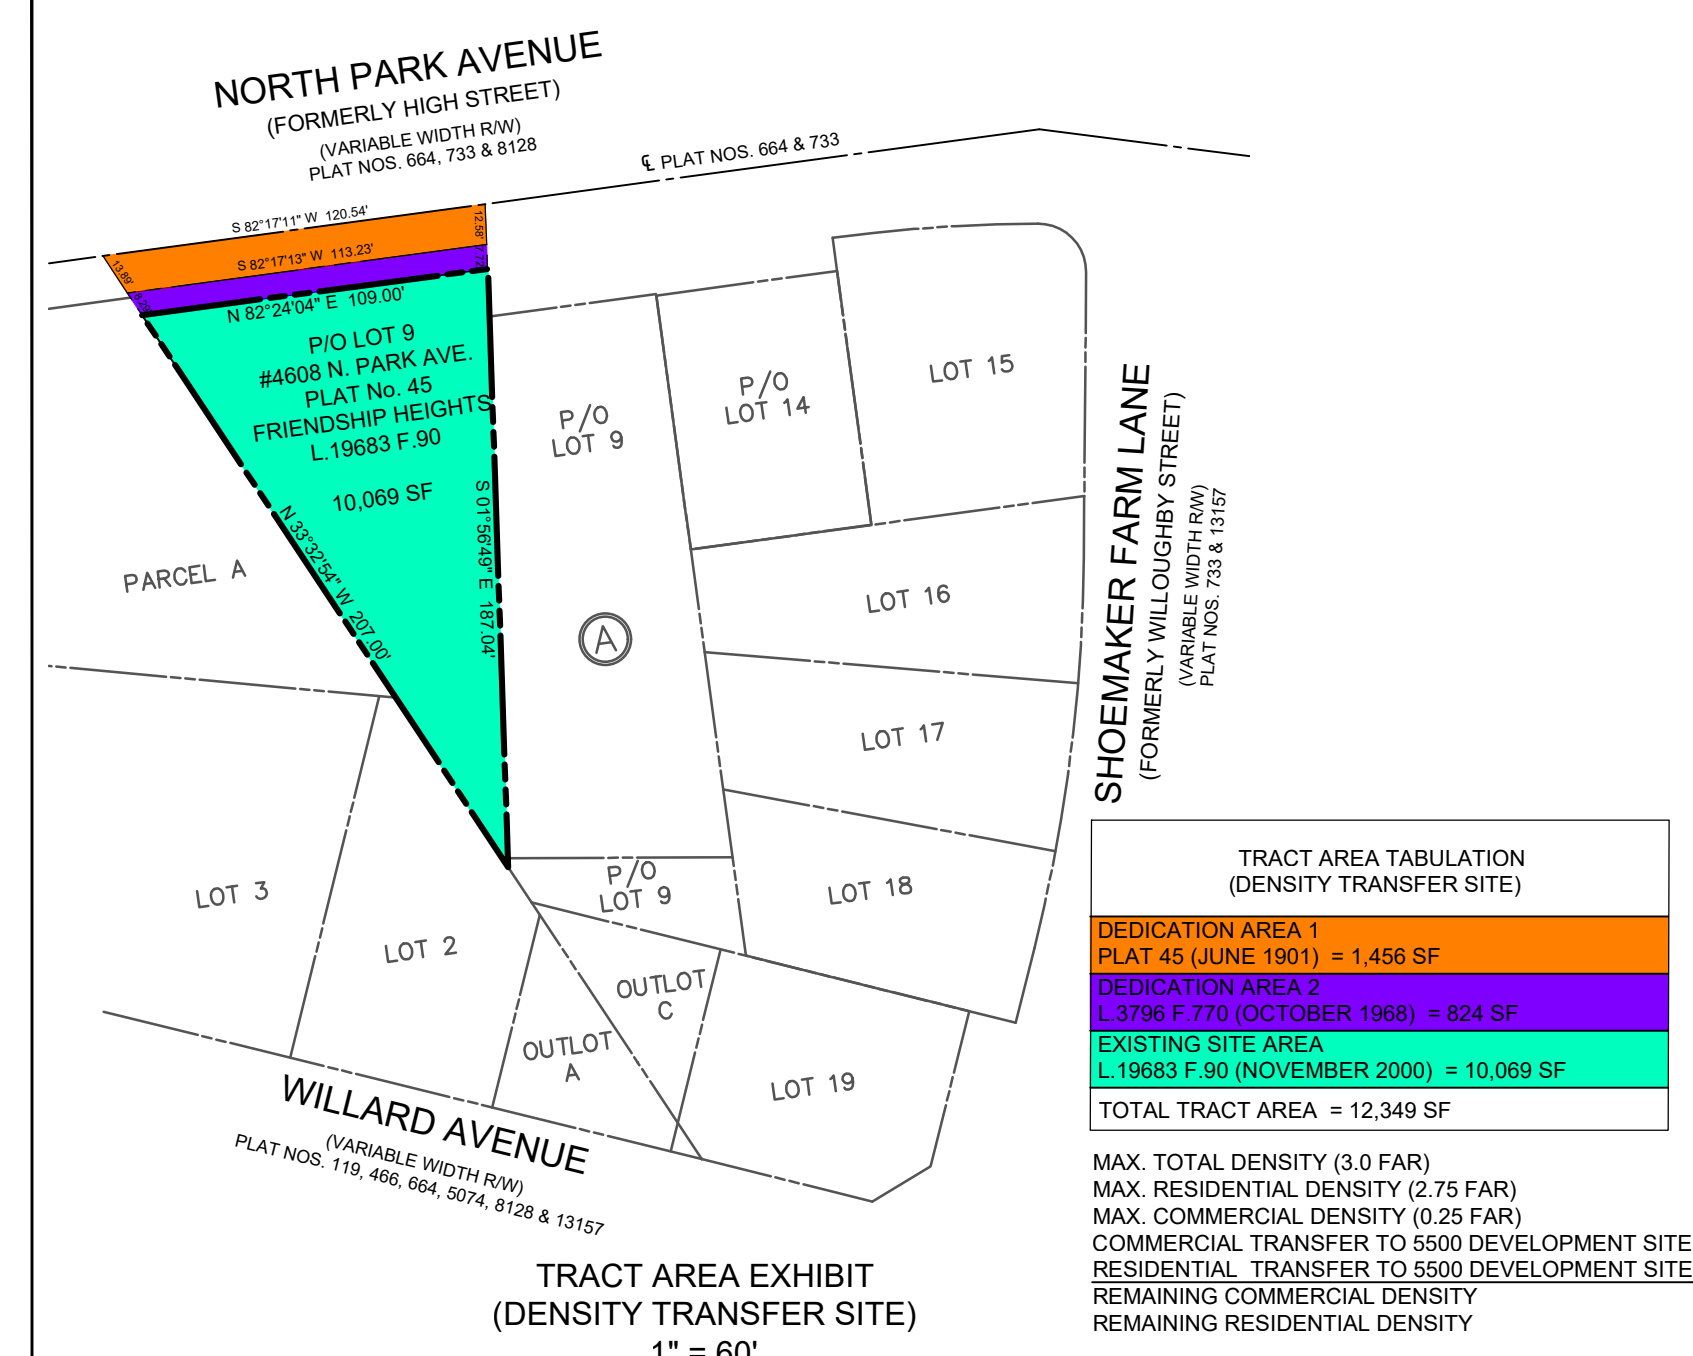 NORTH PARK AVENUE
(FORMERLY HIGH STREET)
(VARIABLE WIDTH R/W)
PLAT NOS. 664, 733 & 8128
℄ PLAT NOS. 664 & 733
S 82°17'11" W 120.54'
12.58'
S 82°17'13" W 113.23'
7.72'
13.89'
8.29'
N 82°24'04" E 109.00'
P/O LOT 9
#4608 N. PARK AVE.
PLAT No. 45
FRIENDSHIP HEIGHTS
L.19683 F.90
10,069 SF
N 33°32'54" W 207.00'
S 01°56'49" E 187.04'
P/O
LOT 9
P/O
LOT 14
LOT 15
PARCEL A
A
LOT 16
LOT 17
LOT 18
P/O
LOT 9
LOT 3
LOT 2
OUTLOT
C
OUTLOT
A
LOT 19
SHOEMAKER FARM LANE
(FORMERLY WILLOUGHBY STREET)
(VARIABLE WIDTH R/W)
PLAT NOS. 733 & 13157
WILLARD AVENUE
(VARIABLE WIDTH R/W)
PLAT NOS. 119, 466, 664, 5074, 8128 & 13157
TRACT AREA TABULATION
(DENSITY TRANSFER SITE)
DEDICATION AREA 1
PLAT 45 (JUNE 1901) = 1,456 SF
DEDICATION AREA 2
L.3796 F.770 (OCTOBER 1968) = 824 SF
EXISTING SITE AREA
L.19683 F.90 (NOVEMBER 2000) = 10,069 SF
TOTAL TRACT AREA = 12,349 SF
MAX. TOTAL DENSITY (3.0 FAR)
MAX. RESIDENTIAL DENSITY (2.75 FAR)
MAX. COMMERCIAL DENSITY (0.25 FAR)
COMMERCIAL TRANSFER TO 5500 DEVELOPMENT SITE
RESIDENTIAL TRANSFER TO 5500 DEVELOPMENT SITE
REMAINING COMMERCIAL DENSITY
REMAINING RESIDENTIAL DENSITY
TRACT AREA EXHIBIT
(DENSITY TRANSFER SITE)
1" = 60'